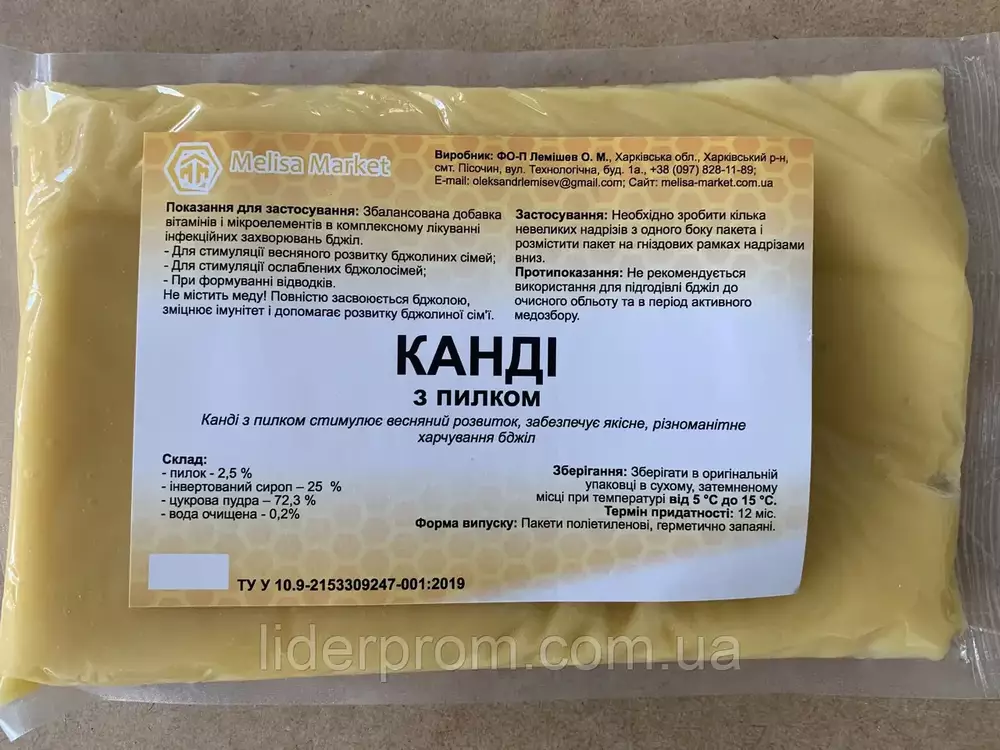 Melisa Market
Виробник: ФО-П Лемішев О. М., Харківська обл., Харківський р-н,
смт. Пісочин, вул. Технологічна, буд. 1а., +38 (097) 828-11-89;
E-mail: oleksandrlemisev@gmail.com; Сайт: melisa-market.com.ua
Показання для застосування: Збалансована добавка
вітамінів і мікроелементів в комплексному лікуванні
інфекційних захворювань бджіл.
- Для стимуляції весняного розвитку бджолиних сімей;
- Для стимуляції ослаблених бджолосімей;
- При формуванні відводків.
Не містить меду! Повністю засвоюється бджолою,
зміцнює імунітет і допомагає розвитку бджолиної сім'ї.
Застосування: Необхідно зробити кілька
невеликих надрізів з одного боку пакета і
розмістити пакет на гніздових рамках надрізами
вниз.
Протипоказання: Не рекомендується
використання для підгодівлі бджіл до
очисного обльоту та в період активного
медозбору.
КАНДІ
з пилком
Канді з пилком стимулює весняний розвиток, забезпечує якісне, різноманітне
харчування бджіл
Склад:
- пилок - 2,5 %
- інвертований сироп – 25 %
- цукрова пудра – 72,3 %
- вода очищена - 0,2%
Зберігання: Зберігати в оригінальній
упаковці в сухому, затемненому
місці при температурі від 5 °С до 15 °С.
Термін придатності: 12 міс.
Форма випуску: Пакети поліетиленові, герметично запаяні.
ТУ У 10.9-2153309247-001:2019
liderprom.com.ua